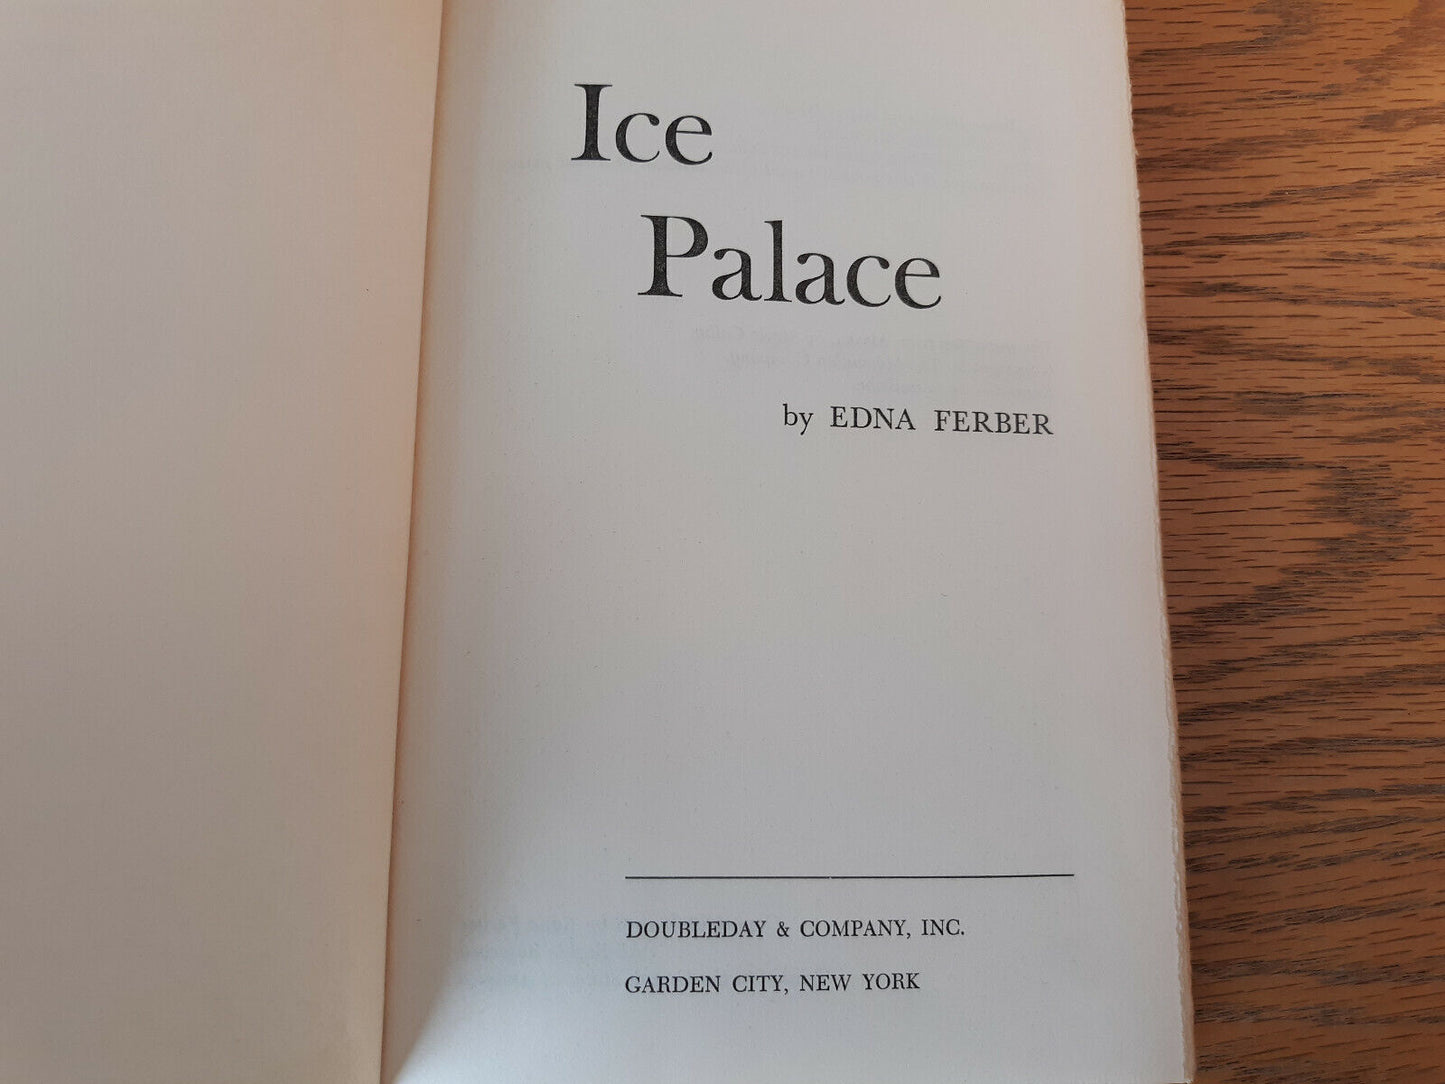 Ice
Palace
by EDNA FERBER
DOUBLEDAY & COMPANY, INC.
GARDEN CITY, NEW YORK